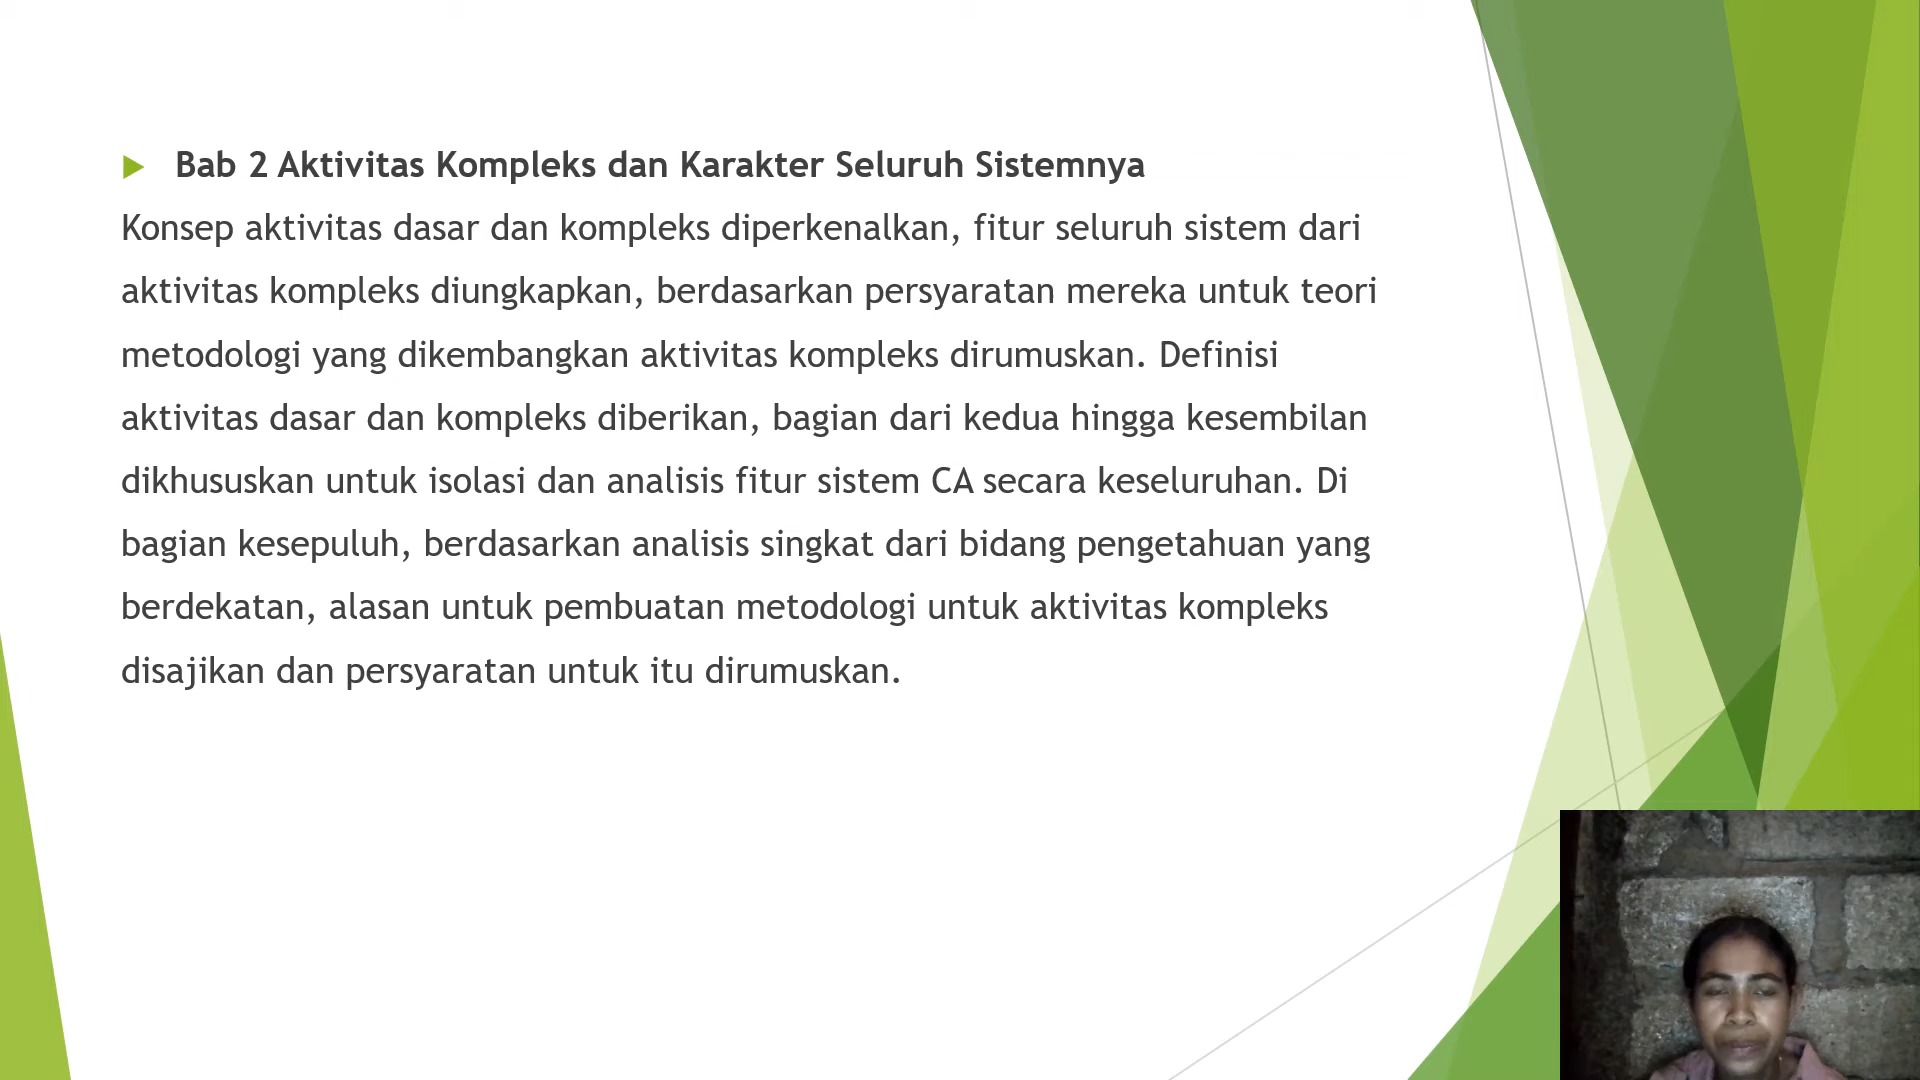 Bab 2 Aktivitas Kompleks dan Karakter Seluruh Sistemnya
Konsep aktivitas dasar dan kompleks diperkenalkan, fitur seluruh sistem dari
aktivitas kompleks diungkapkan, berdasarkan persyaratan mereka untuk teori
metodologi yang dikembangkan aktivitas kompleks dirumuskan. Definisi
aktivitas dasar dan kompleks diberikan, bagian dari kedua hingga kesembilan
dikhususkan untuk isolasi dan analisis fitur sistem CA secara keseluruhan. Di
bagian kesepuluh, berdasarkan analisis singkat dari bidang pengetahuan yang
berdekatan, alasan untuk pembuatan metodologi untuk aktivitas kompleks
disajikan dan persyaratan untuk itu dirumuskan.